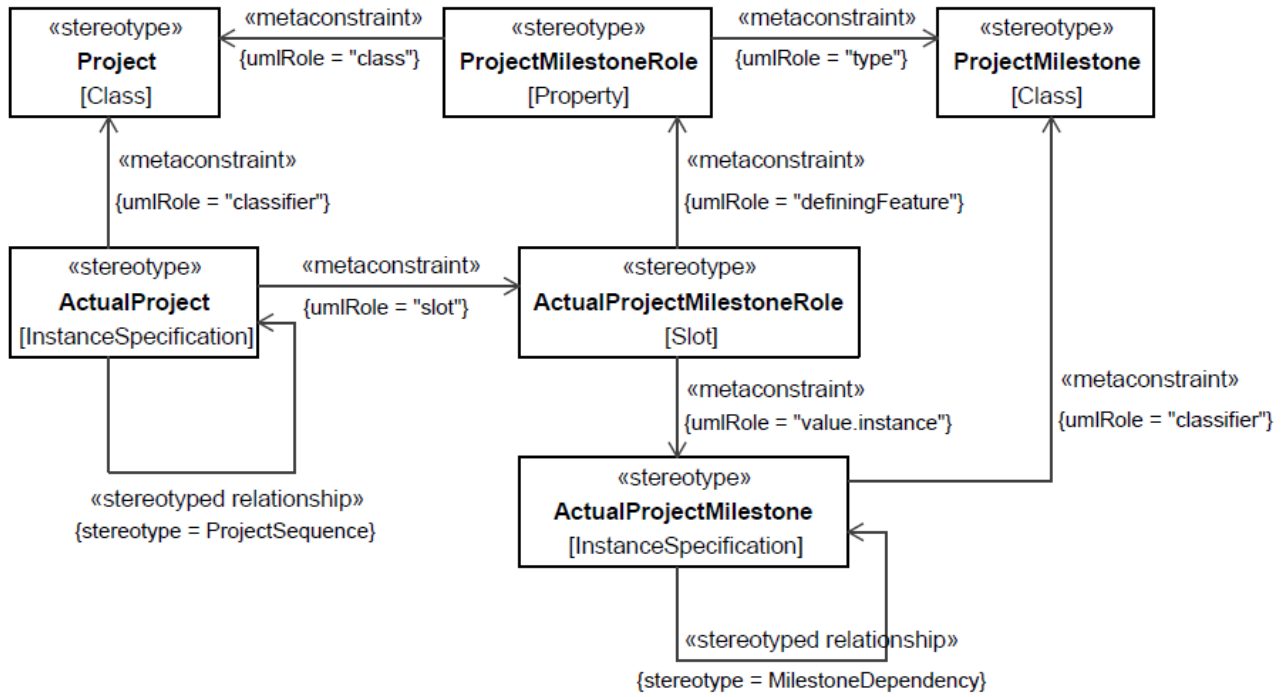 «stereotype»
Project
[Class]
«metaconstraint»
{umlRole = "class"}
«stereotype»
ProjectMilestoneRole
[Property]
«metaconstraint»
{umlRole = "type"}
«stereotype»
ProjectMilestone
[Class]
«metaconstraint»
{umlRole = "classifier"}
«metaconstraint»
{umlRole = "definingFeature"}
«stereotype»
ActualProject
[InstanceSpecification]
«metaconstraint»
{umlRole = "slot"}
«stereotype»
ActualProjectMilestoneRole
[Slot]
«metaconstraint»
{umlRole = "value.instance"}
«metaconstraint»
{umlRole = "classifier"}
«stereotyped relationship»
{stereotype = ProjectSequence}
«stereotype»
ActualProjectMilestone
[InstanceSpecification]
«stereotyped relationship»
{stereotype = MilestoneDependency}